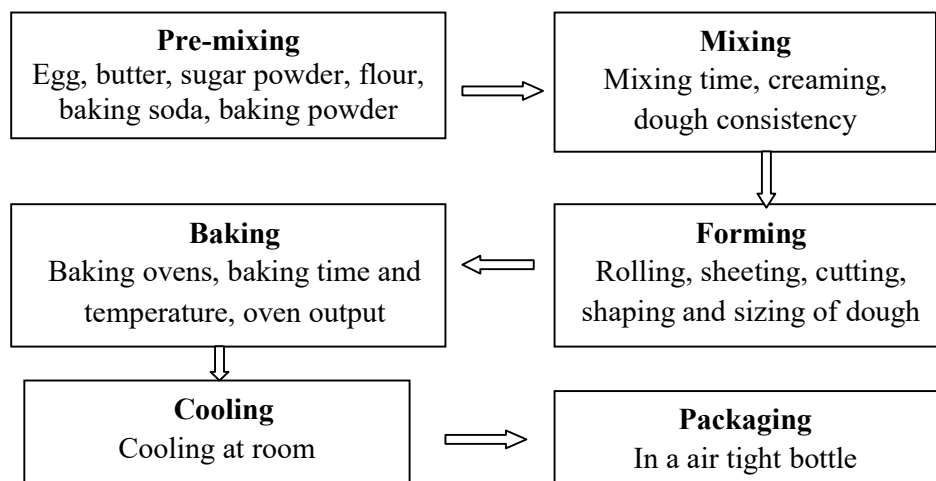 Pre-mixing
Egg, butter, sugar powder, flour,
baking soda, baking powder
Mixing
Mixing time, creaming,
dough consistency
Forming
Rolling, sheeting, cutting,
shaping and sizing of dough
Baking
Baking ovens, baking time and
temperature, oven output
Cooling
Cooling at room
Packaging
In a air tight bottle